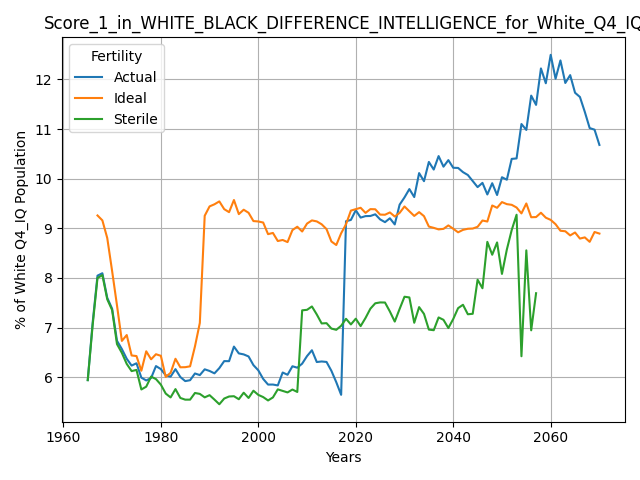 Score_1_in_WHITE_BLACK_DIFFERENCE_INTELLIGENCE_for_White_Q4_IQ
Fertility
Actual
Ideal
Sterile
% of White Q4_IQ Population
12
11
10
9
8
7
6
1960
1980
2000
2020
2040
2060
Years